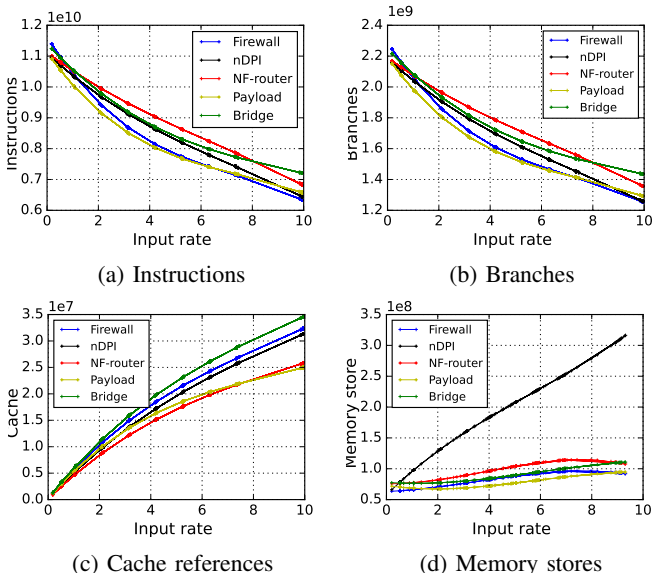 1e10
1.2
1.1
1.0
0.9
0.8
0.7
0.6
Instructions
Firewall
nDPI
NF-router
Payload
Bridge
0 2 4 6 8 10
Input rate
(a) Instructions
1e9
2.4
2.2
2.0
1.8
1.6
1.4
1.2
Branches
Firewall
nDPI
NF-router
Payload
Bridge
0 2 4 6 8 10
Input rate
(b) Branches
1e7
3.5
3.0
2.5
2.0
1.5
1.0
0.5
0.0
Cache
Firewall
nDPI
NF-router
Payload
Bridge
0 2 4 6 8 10
Input rate
(c) Cache references
1e8
3.5
3.0
2.5
2.0
1.5
1.0
0.5
Memory store
Firewall
nDPI
NF-router
Payload
Bridge
0 2 4 6 8 10
Input rate
(d) Memory stores